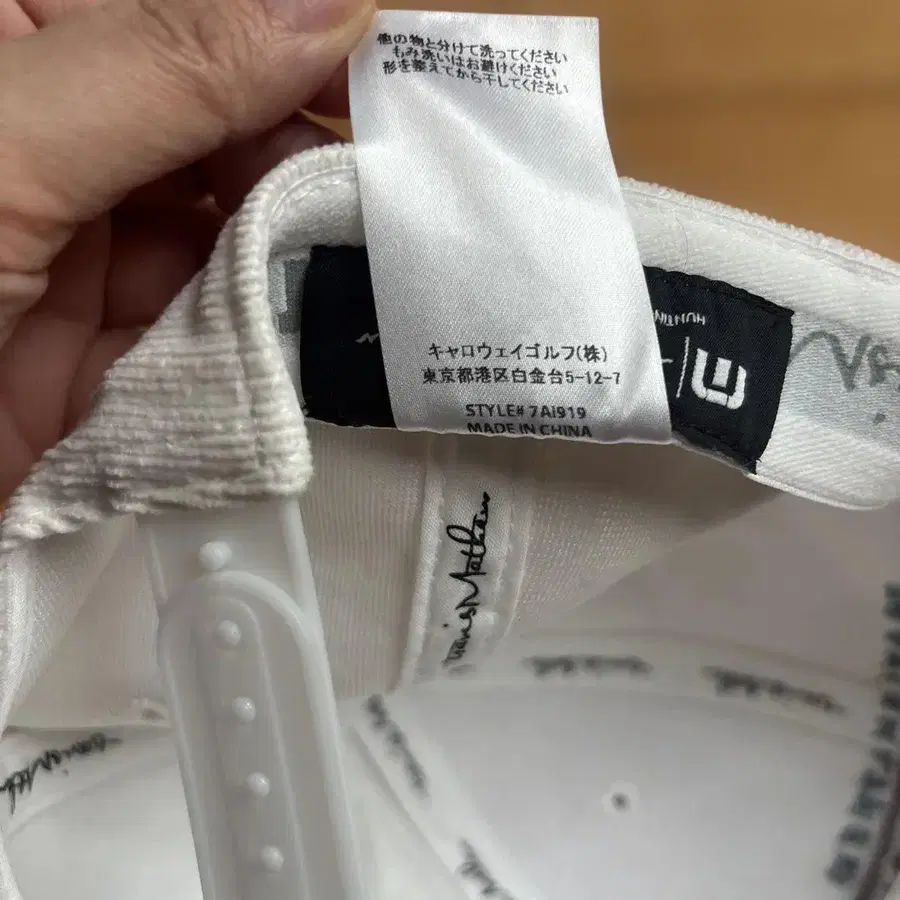 他の物と分けて洗ってください
もみ洗いはお避けください
形を整えてから干してください
キャロウェイゴルフ(株)
東京都港区白金台5-12-7
STYLE# 7AI919
MADE IN CHINA
HUNTIN
TravisMathew